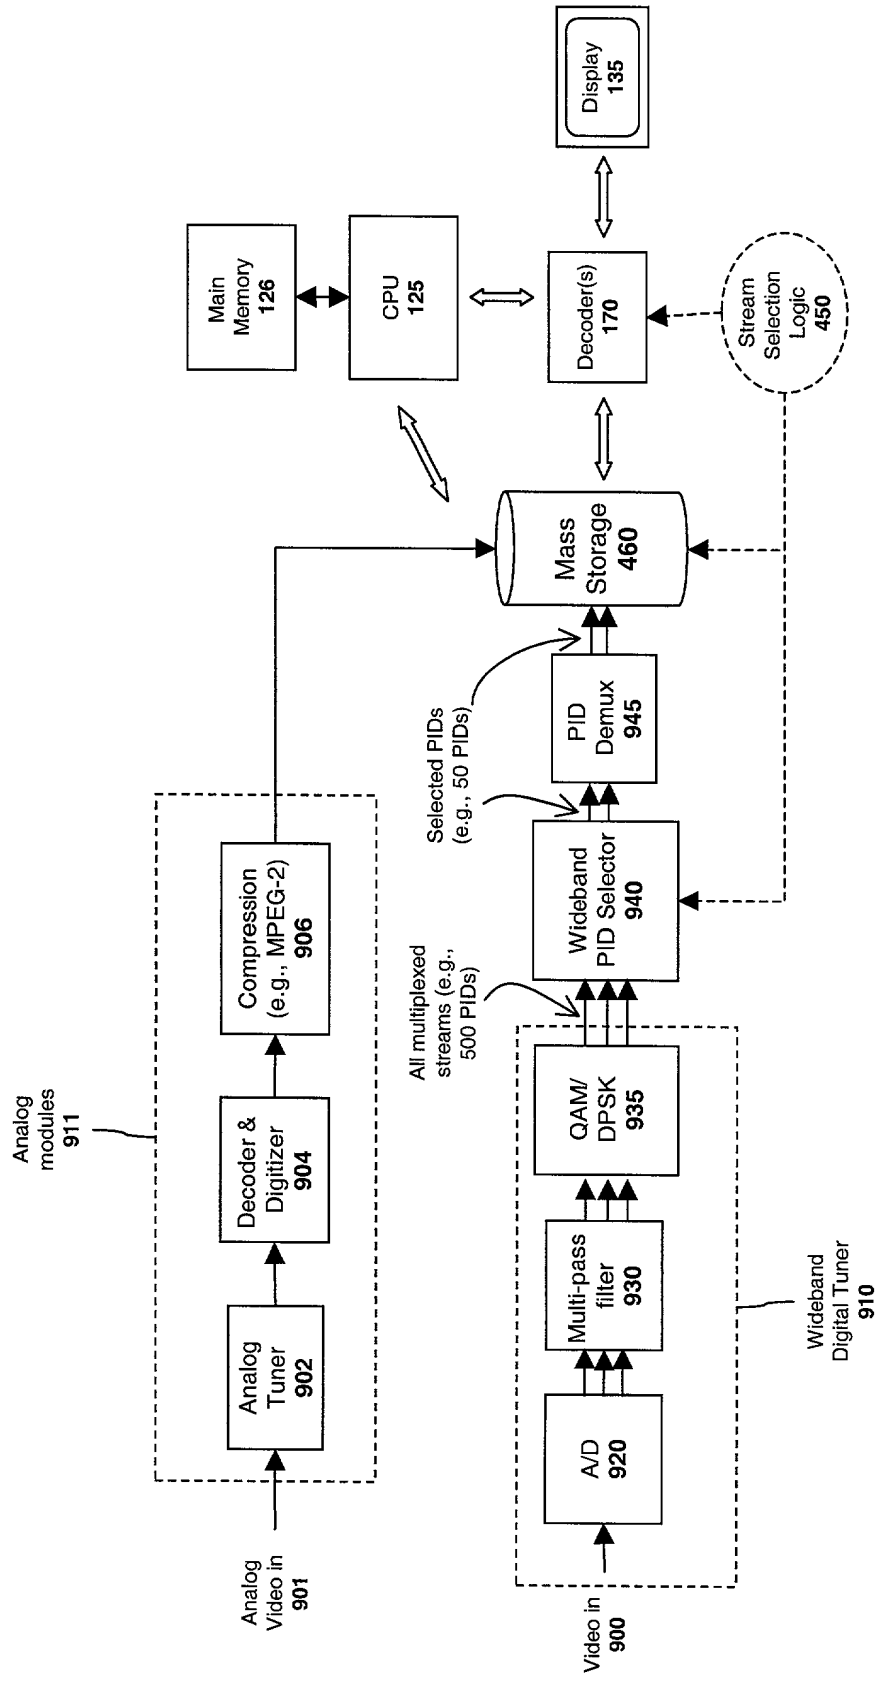 Analog
modules
911
Analog
Video in
901
Analog
Tuner
902
Decoder &
Digitizer
904
Compression
(e.g., MPEG-2)
906
Main
Memory
126
CPU
125
All multiplexed
streams (e.g.,
500 PIDs)
Selected PIDs
(e.g., 50 PIDs)
Video in
900
A/D
920
Multi-pass
filter
930
QAM/
DPSK
935
Wideband
PID Selector
940
PID
Demux
945
Mass
Storage
460
Decoder(s)
170
Display
135
Stream
Selection
Logic
450
Wideband
Digital Tuner
910